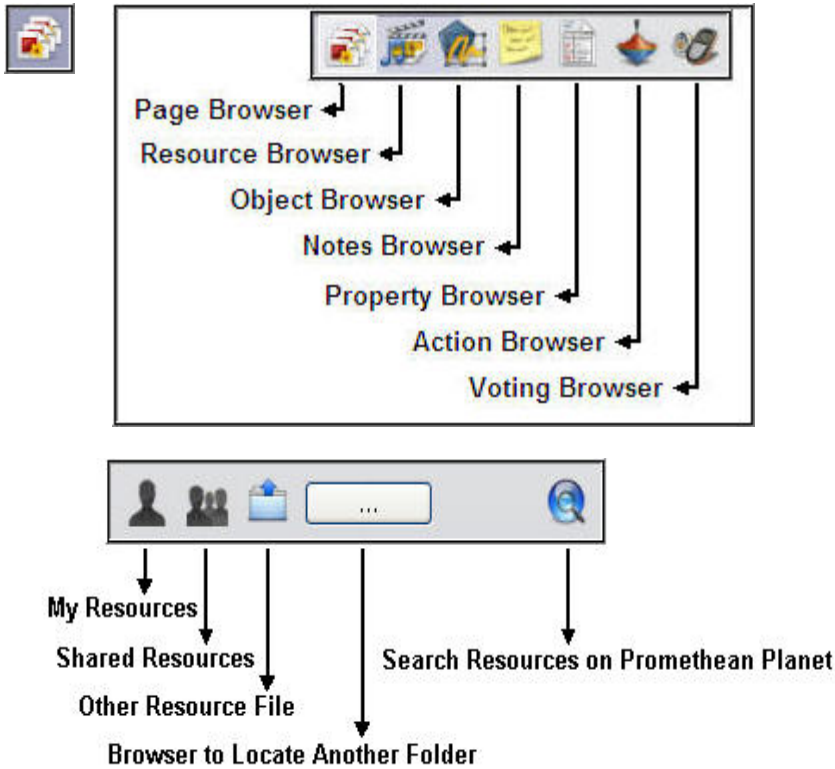 Page Browser
Resource Browser
Object Browser
Notes Browser
Property Browser
Action Browser
Voting Browser
...
My Resources
Shared Resources
Search Resources on Promethean Planet
Other Resource File
Browser to Locate Another Folder